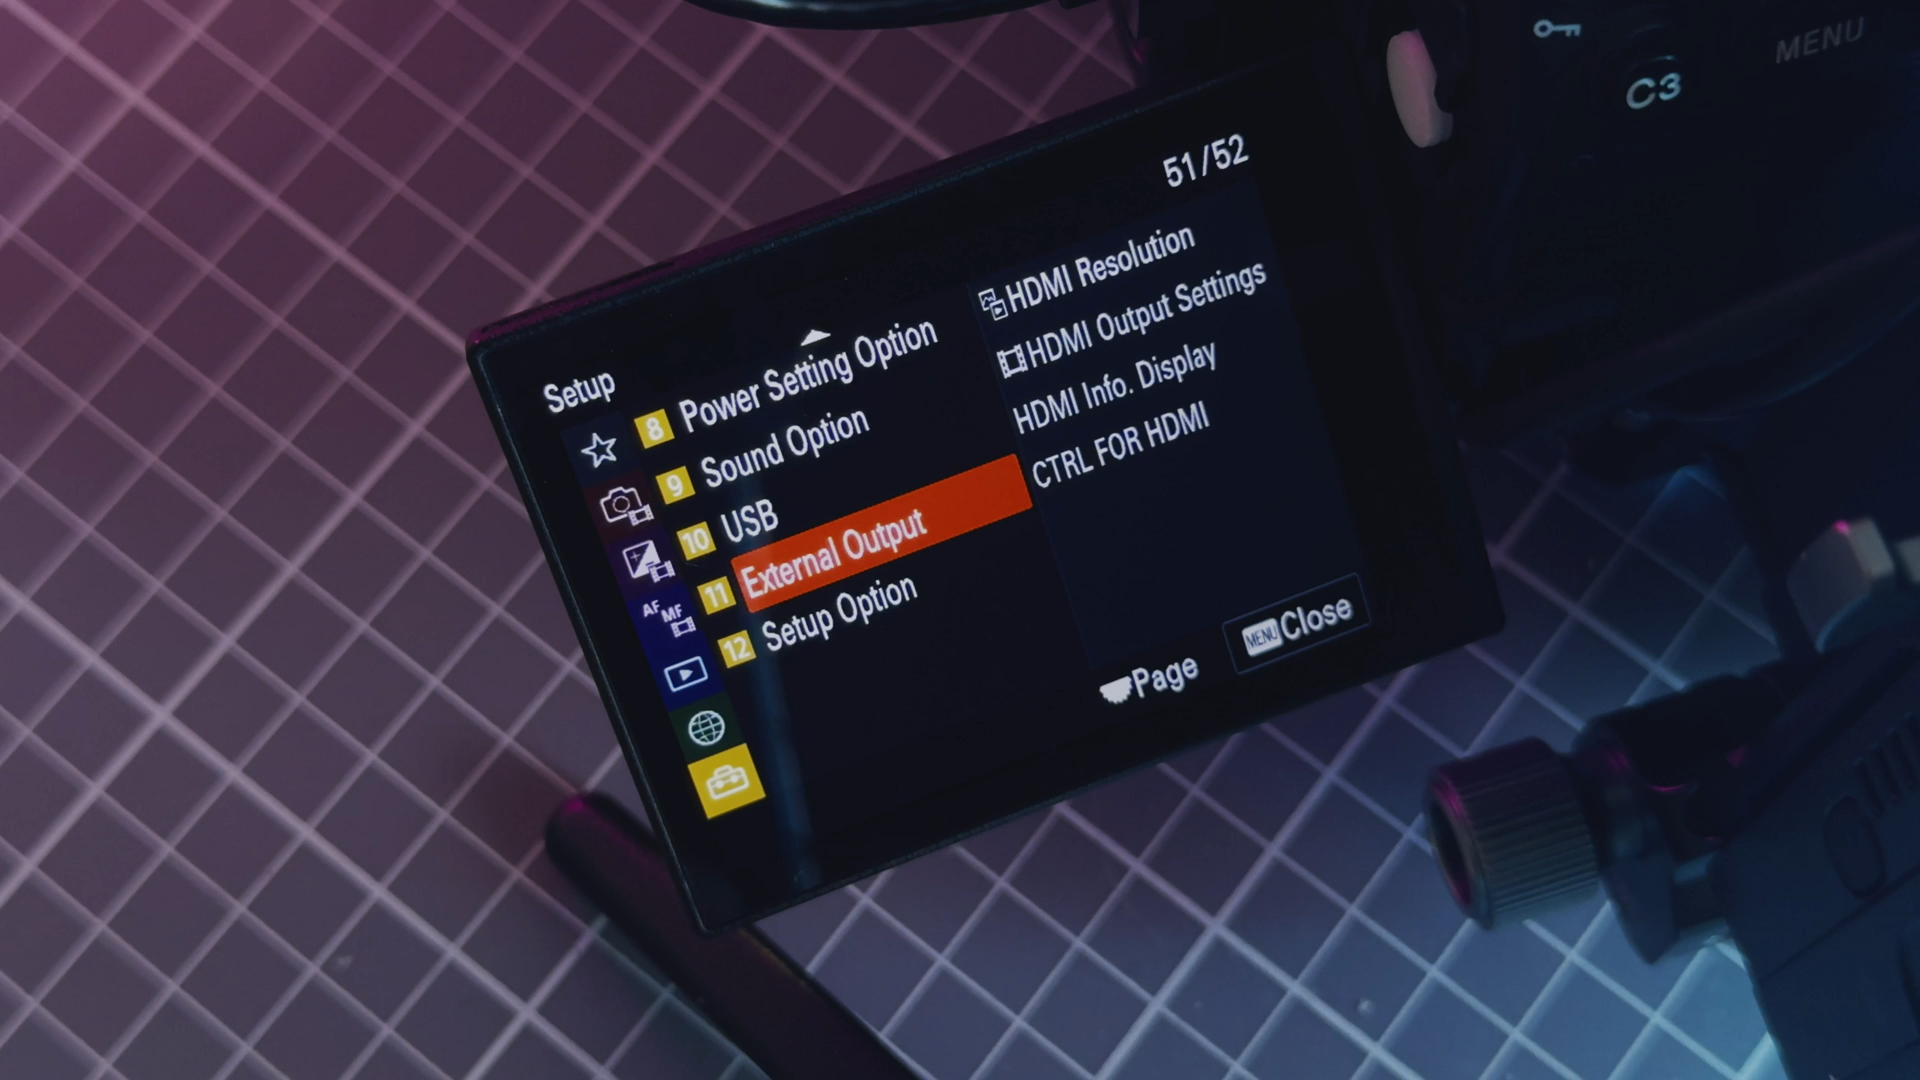 C3
MENU
51/52
Setup
8 Power Setting Option
9 Sound Option
10 USB
11 External Output
12 Setup Option
AF MF
HDMI Resolution
HDMI Output Settings
HDMI Info. Display
CTRL FOR HDMI
Page
MENU Close